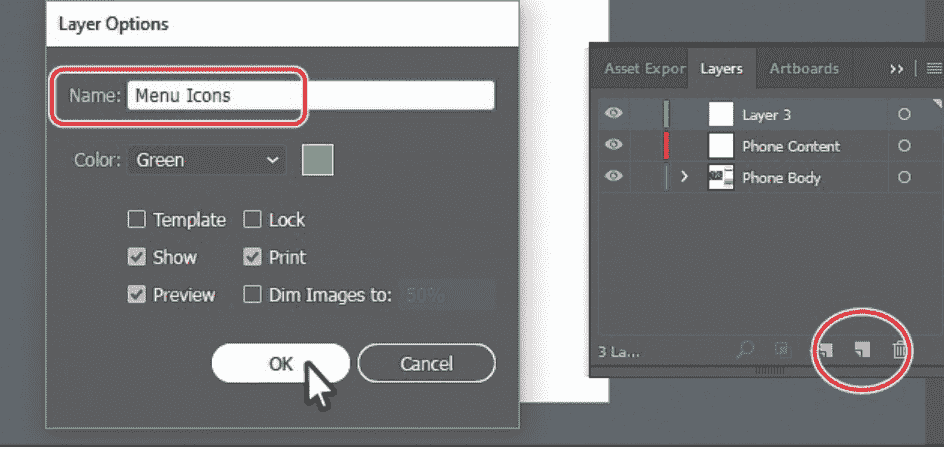 Layer Options
Name: Menu Icons
Color: Green
Template Lock
Show Print
Preview Dim Images to: 50%
OK Cancel
Asset Expor Layers Artboards >>
Layer 3
Phone Content
Phone Body
3 La...